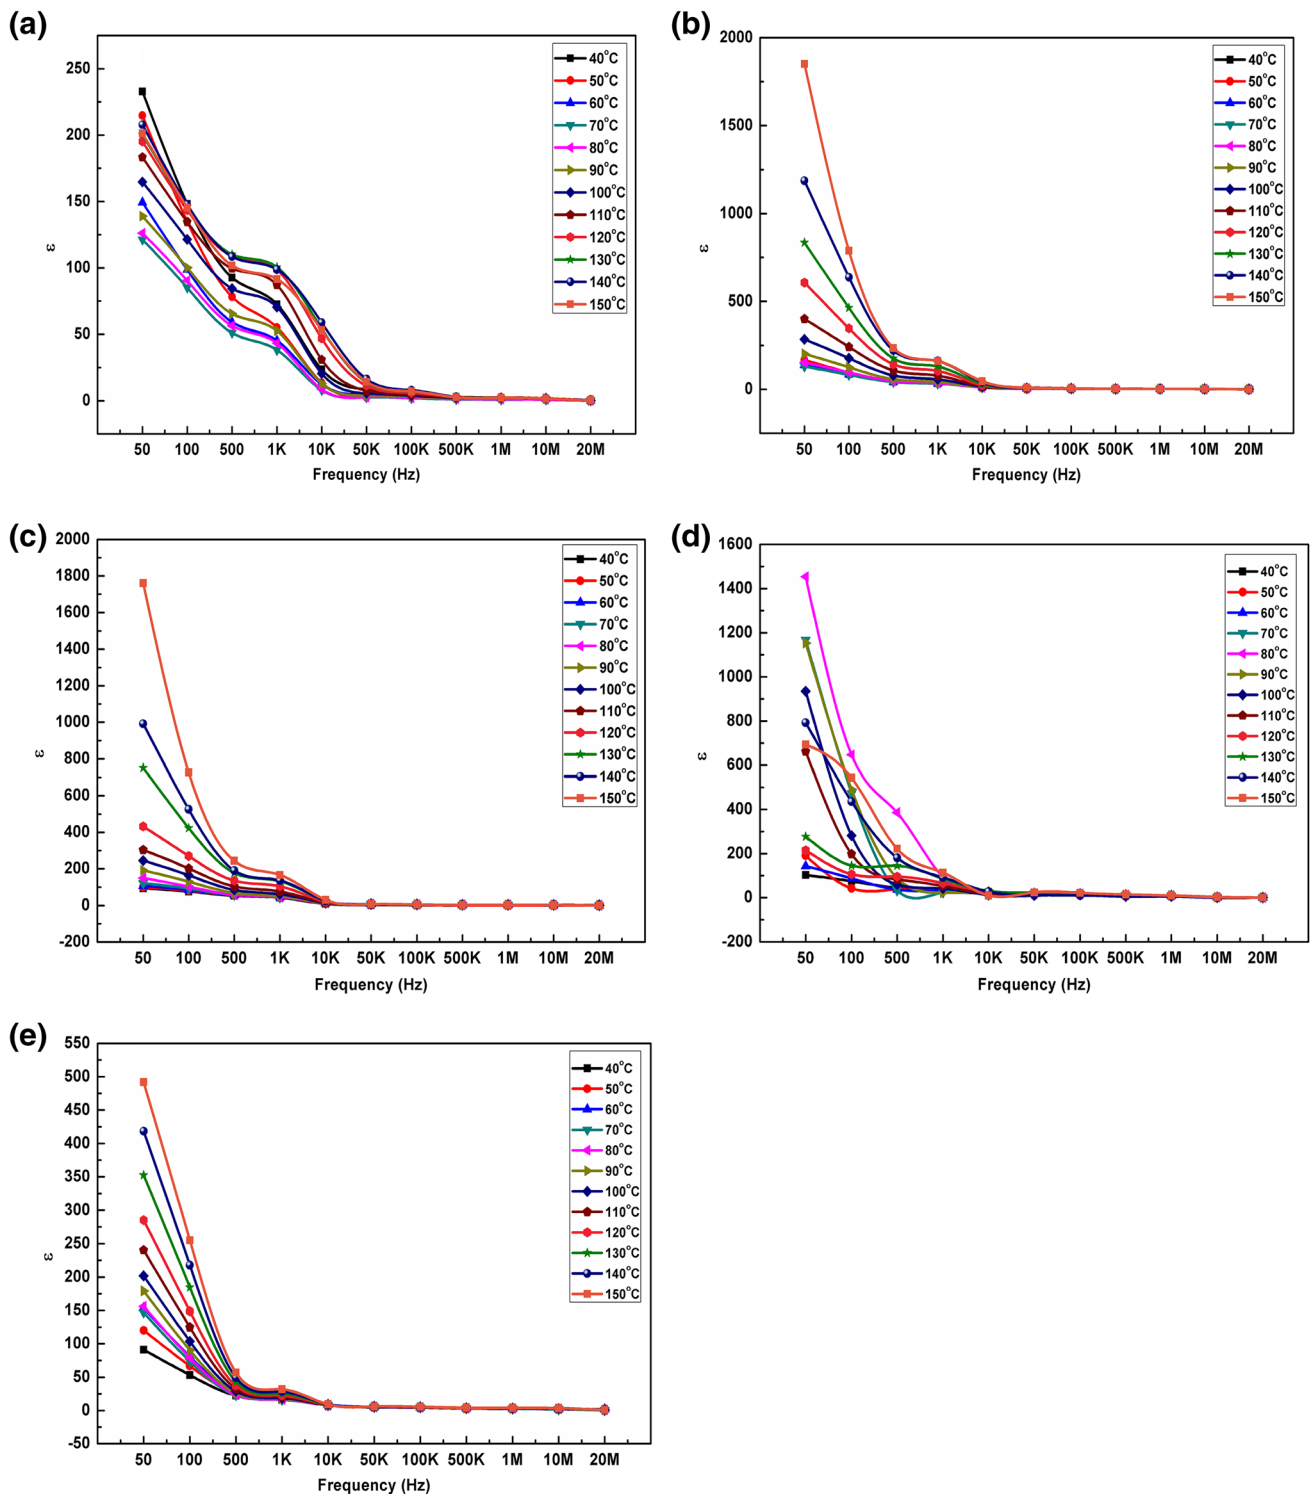 (a)
250
200
150
100
50
0
ε
50 100 500 1K 10K 50K 100K 500K 1M 10M 20M
Frequency (Hz)
40°C
50°C
60°C
70°C
80°C
90°C
100°C
110°C
120°C
130°C
140°C
150°C
(b)
2000
1500
1000
500
0
ε
50 100 500 1K 10K 50K 100K 500K 1M 10M 20M
Frequency (Hz)
40°C
50°C
60°C
70°C
80°C
90°C
100°C
110°C
120°C
130°C
140°C
150°C
(c)
2000
1800
1600
1400
1200
1000
800
600
400
200
0
-200
ε
50 100 500 1K 10K 50K 100K 500K 1M 10M 20M
Frequency (Hz)
40°C
50°C
60°C
70°C
80°C
90°C
100°C
110°C
120°C
130°C
140°C
150°C
(d)
1600
1400
1200
1000
800
600
400
200
0
-200
ε
50 100 500 1K 10K 50K 100K 500K 1M 10M 20M
Frequency (Hz)
40°C
50°C
60°C
70°C
80°C
90°C
100°C
110°C
120°C
130°C
140°C
150°C
(e)
550
500
450
400
350
300
250
200
150
100
50
0
-50
ε
50 100 500 1K 10K 50K 100K 500K 1M 10M 20M
Frequency (Hz)
40°C
50°C
60°C
70°C
80°C
90°C
100°C
110°C
120°C
130°C
140°C
150°C